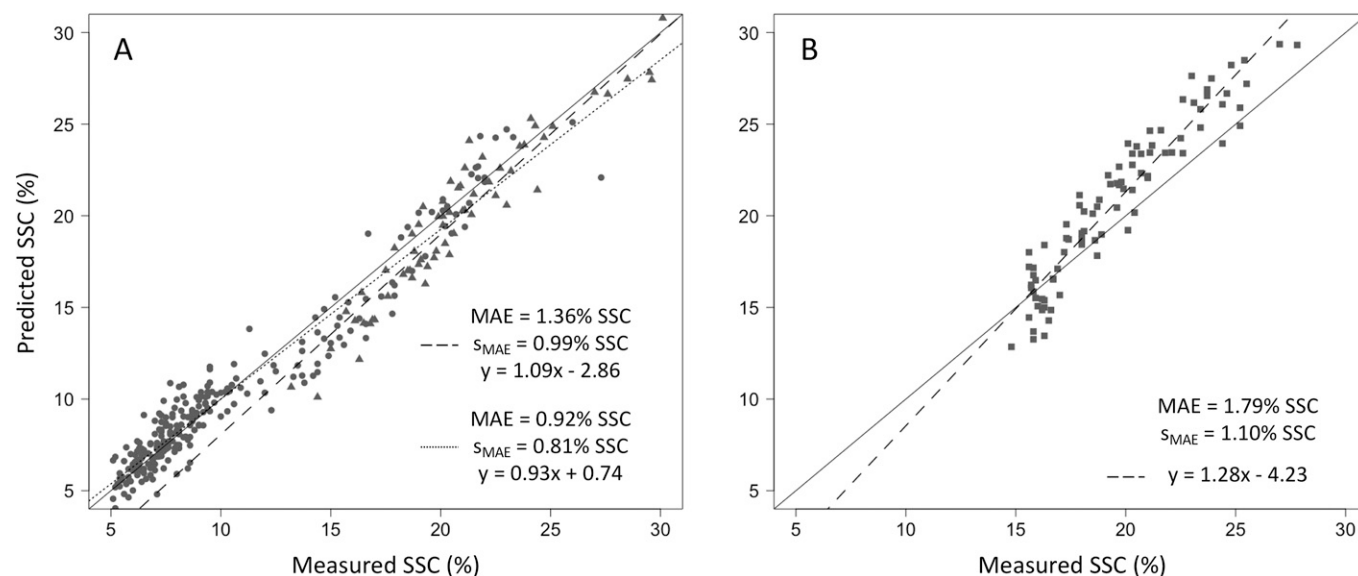 A
Predicted SSC (%)
30
25
20
15
10
5
MAE = 1.36% SSC
sMAE = 0.99% SSC
y = 1.09x - 2.86
MAE = 0.92% SSC
sMAE = 0.81% SSC
y = 0.93x + 0.74
5 10 15 20 25 30
Measured SSC (%)
B
30
25
20
15
10
5
MAE = 1.79% SSC
sMAE = 1.10% SSC
y = 1.28x - 4.23
5 10 15 20 25 30
Measured SSC (%)